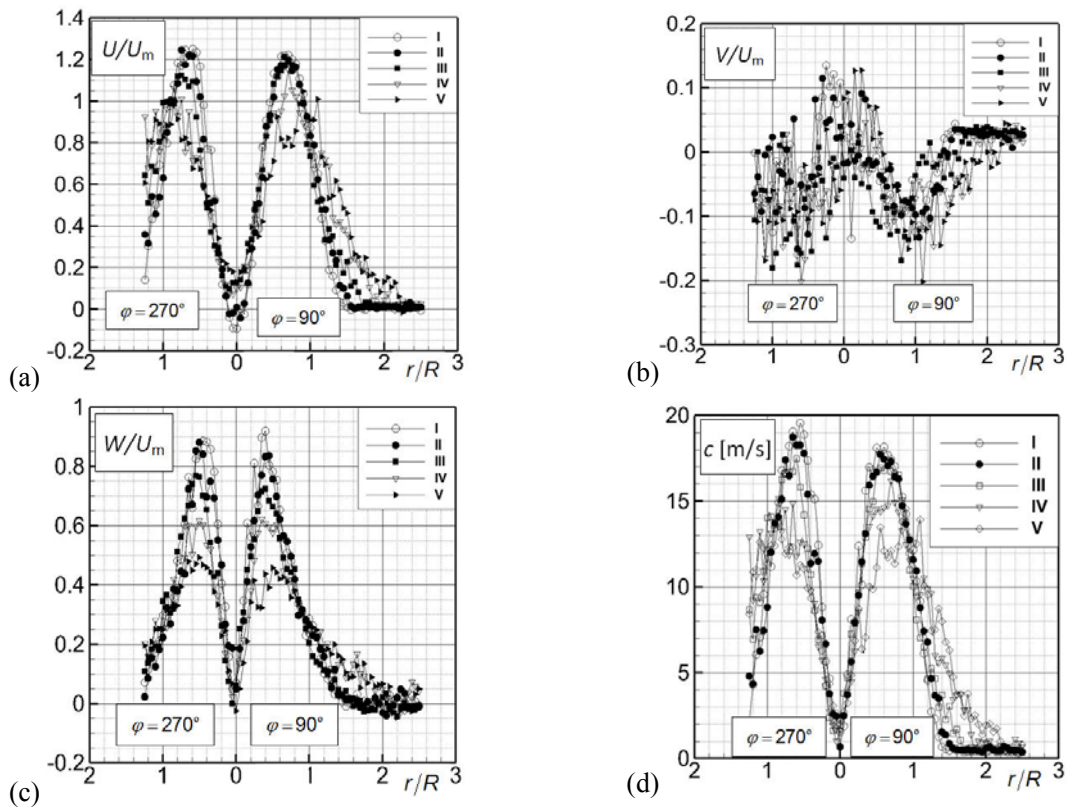 1.4
1.2
1
0.8
0.6
0.4
0.2
0
-0.2
U/Um
I
II
III
IV
V
φ = 270°
φ = 90°
2 1 0 1 2 3
r/R
(a)
0.2
0.1
0
-0.1
-0.2
-0.3
V/Um
I
II
III
IV
V
φ = 270°
φ = 90°
2 1 0 1 2 3
r/R
(b)
1
0.8
0.6
0.4
0.2
0
-0.2
W/Um
I
II
III
IV
V
φ = 270°
φ = 90°
2 1 0 1 2 3
r/R
(c)
20
15
10
5
0
c [m/s]
I
II
III
IV
V
φ = 270°
φ = 90°
2 1 0 1 2 3
r/R
(d)